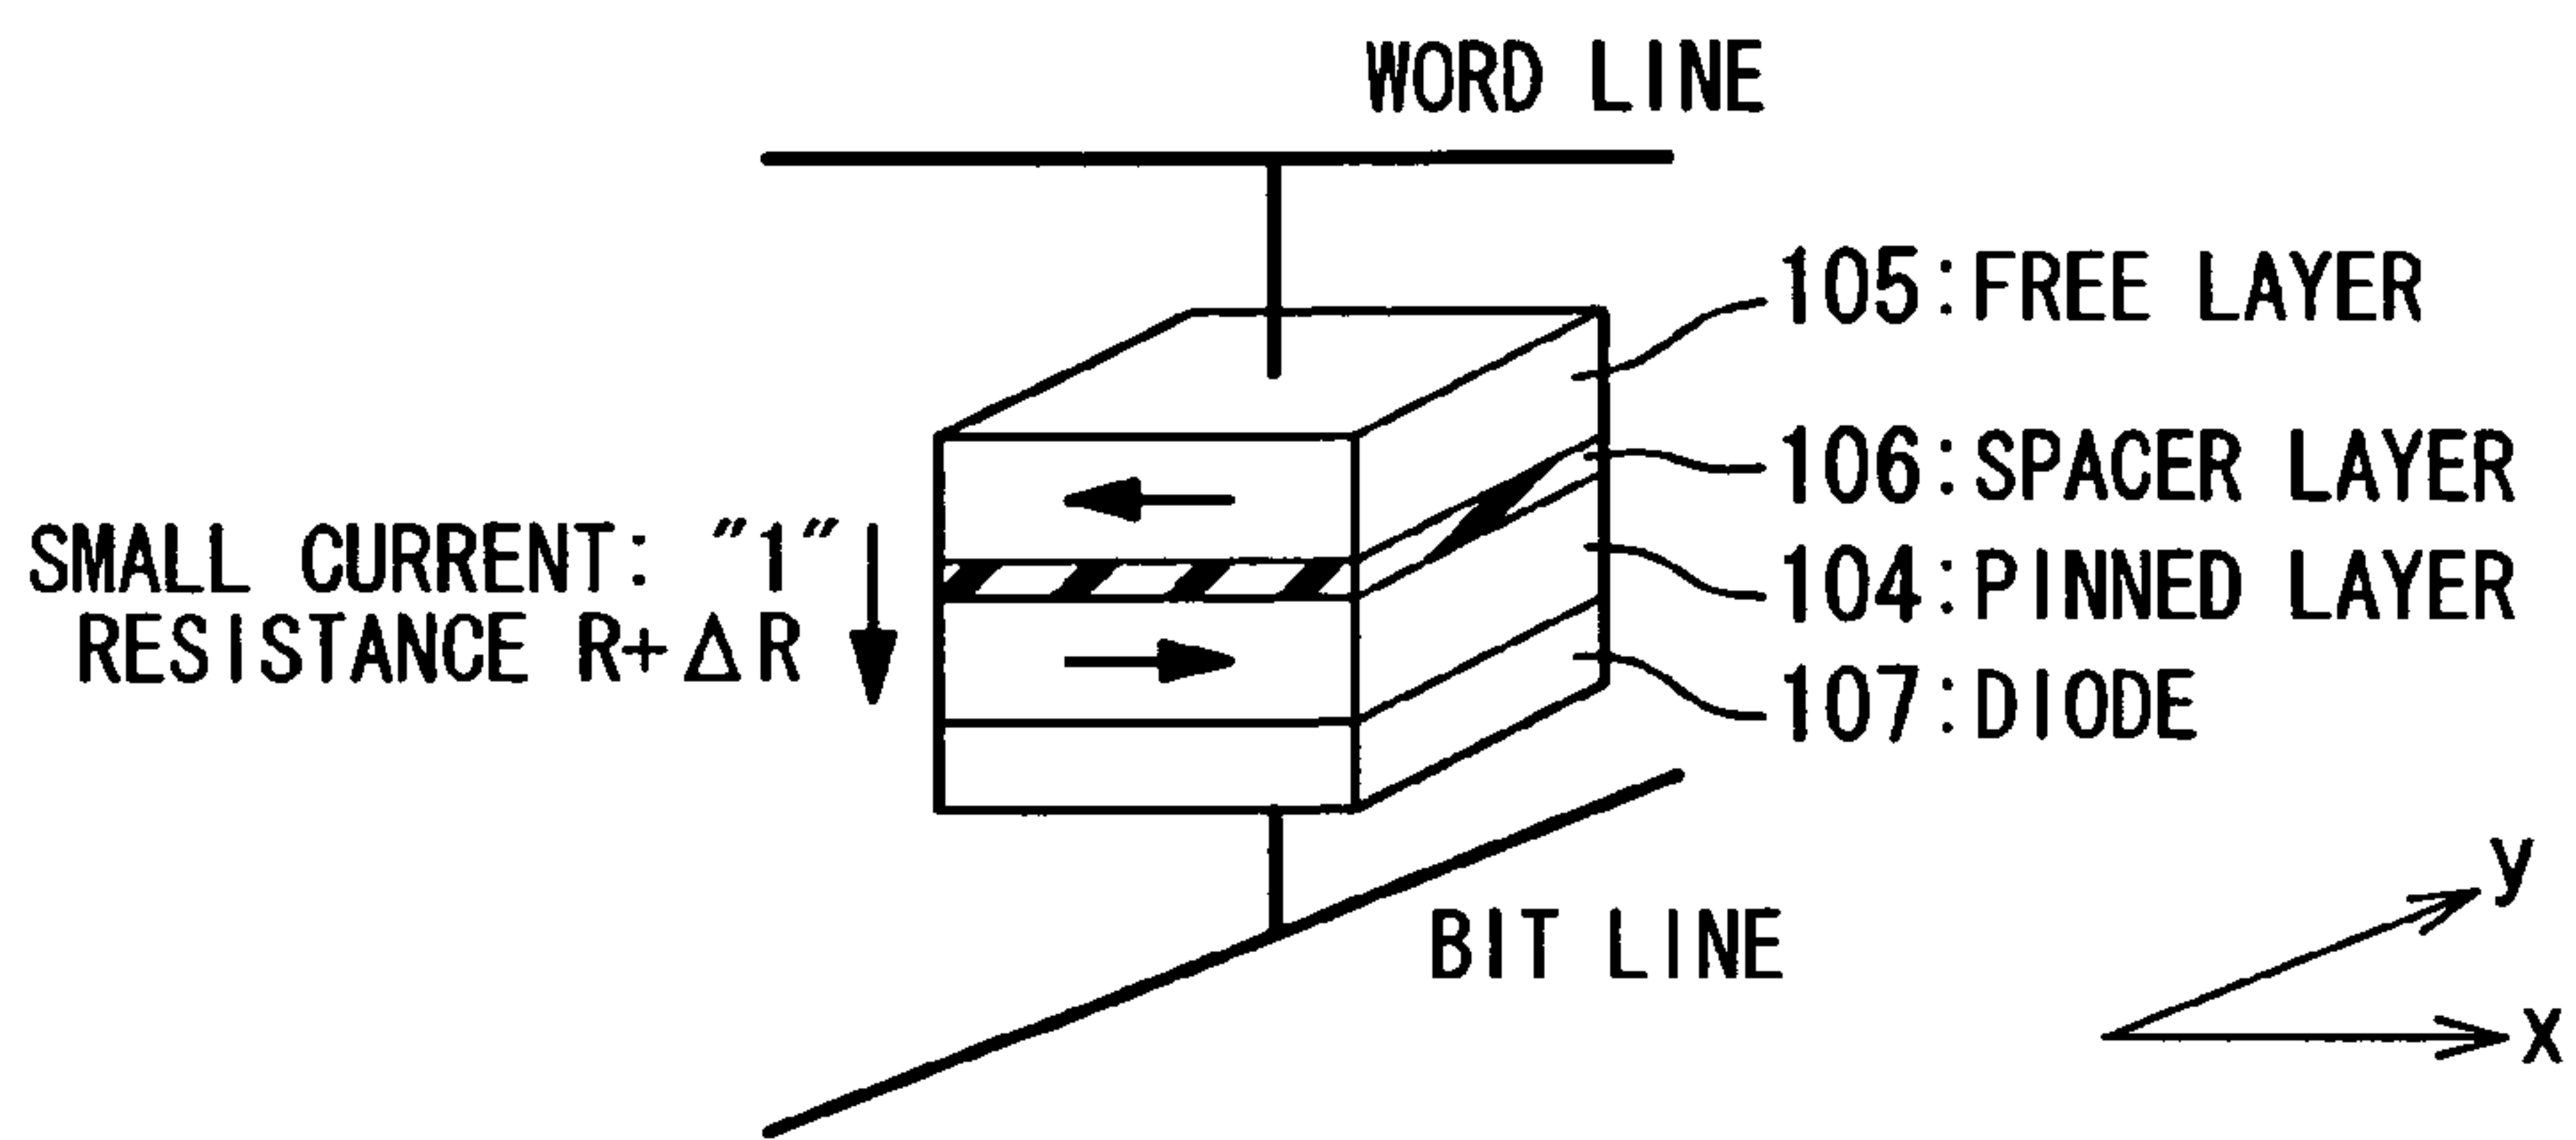 WORD LINE
105:FREE LAYER
106:SPACER LAYER
SMALL CURRENT: "1"
RESISTANCE R+ΔR
104:PINNED LAYER
107:DIODE
BIT LINE
y
x